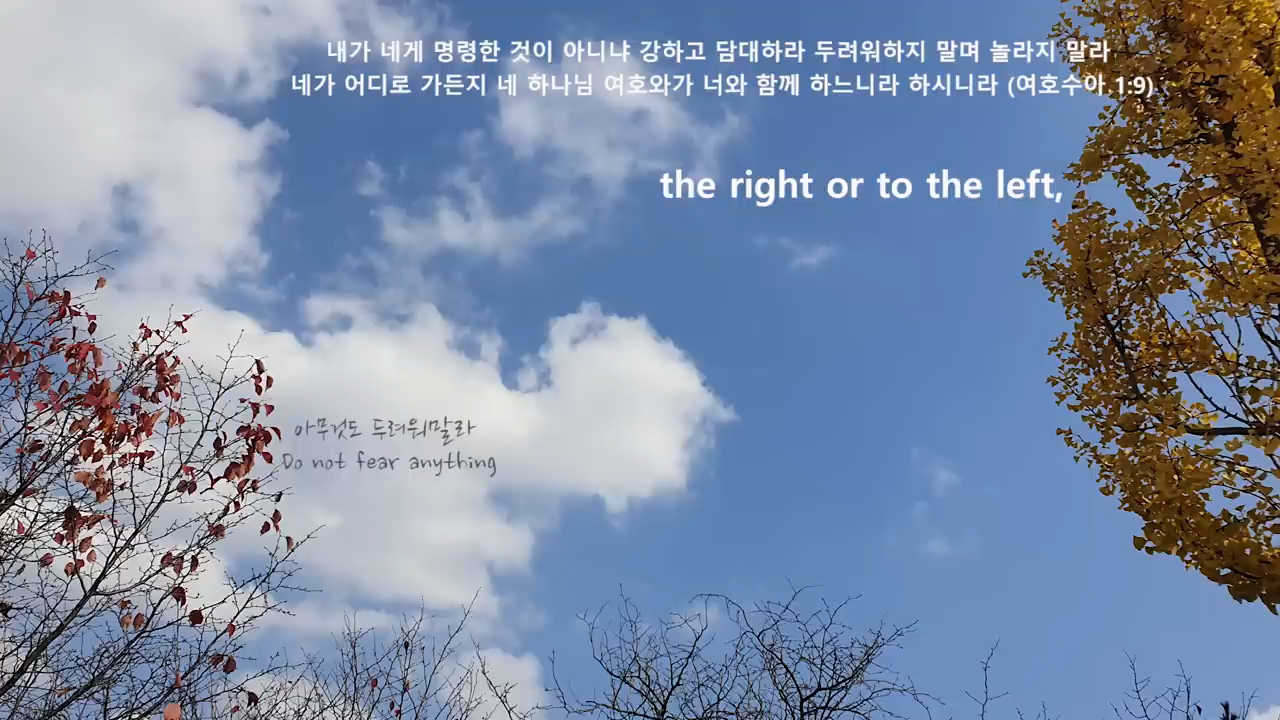 내가 네게 명령한 것이 아니냐 강하고 담대하라 두려워하지 말며 놀라지 말라
네가 어디로 가든지 네 하나님 여호와가 너와 함께 하느니라 하시니라 (여호수아 1:9)
the right or to the left,
아무것도 두려워말라
Do not fear anything